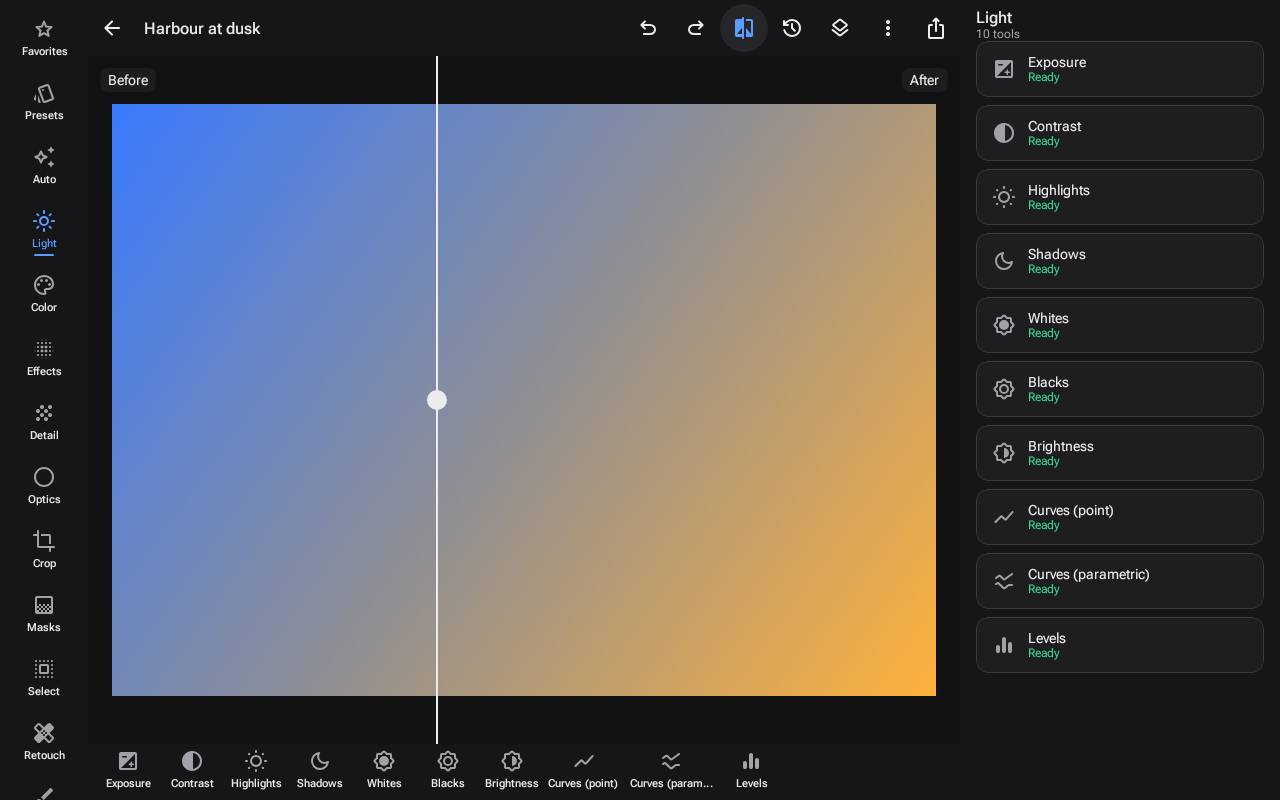 Favorites
Presets
Auto
Light
Color
Effects
Detail
Optics
Crop
Masks
Select
Retouch
Harbour at dusk
Before
After
Exposure
Contrast
Highlights
Shadows
Whites
Blacks
Brightness
Curves (point)
Curves (param...
Levels
Light
10 tools
Exposure
Ready
Contrast
Ready
Highlights
Ready
Shadows
Ready
Whites
Ready
Blacks
Ready
Brightness
Ready
Curves (point)
Ready
Curves (parametric)
Ready
Levels
Ready